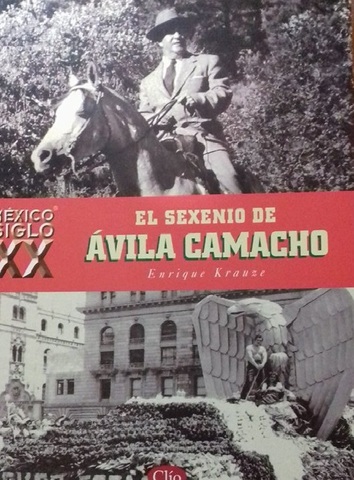 MÉXICO
SIGLO
XX
EL SEXENIO DE
ÁVILA CAMACHO
Enrique Krauze
Clío